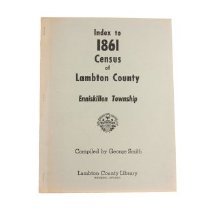 Index to
1861
Census
of
Lambton County
Enniskillen Township
Compiled by George Smith
Lambton County Library